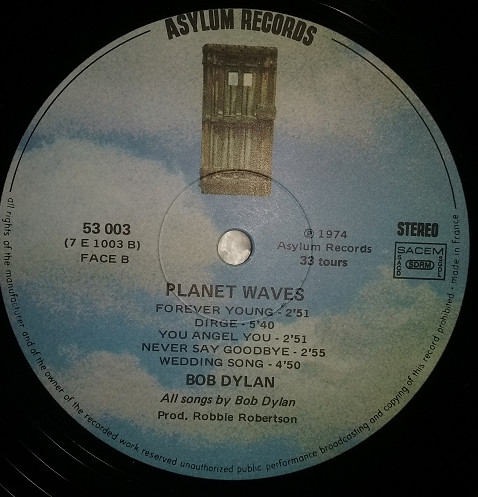 ASYLUM RECORDS
53 003
(7 E 1003 B)
FACE B
℗ 1974
Asylum Records
33 tours
STEREO
SACEM
SACD
SDRM
SGDL
PLANET WAVES
FOREVER YOUNG - 2'51
DIRGE - 5'40
YOU ANGEL YOU - 2'51
NEVER SAY GOODBYE - 2'55
WEDDING SONG - 4'50
BOB DYLAN
All songs by Bob Dylan
Prod. Robbie Robertson
all rights of the manufacturer and of the owner of the recorded work reserved unauthorized public performance broadcasting and copying of this record prohibited - made in France